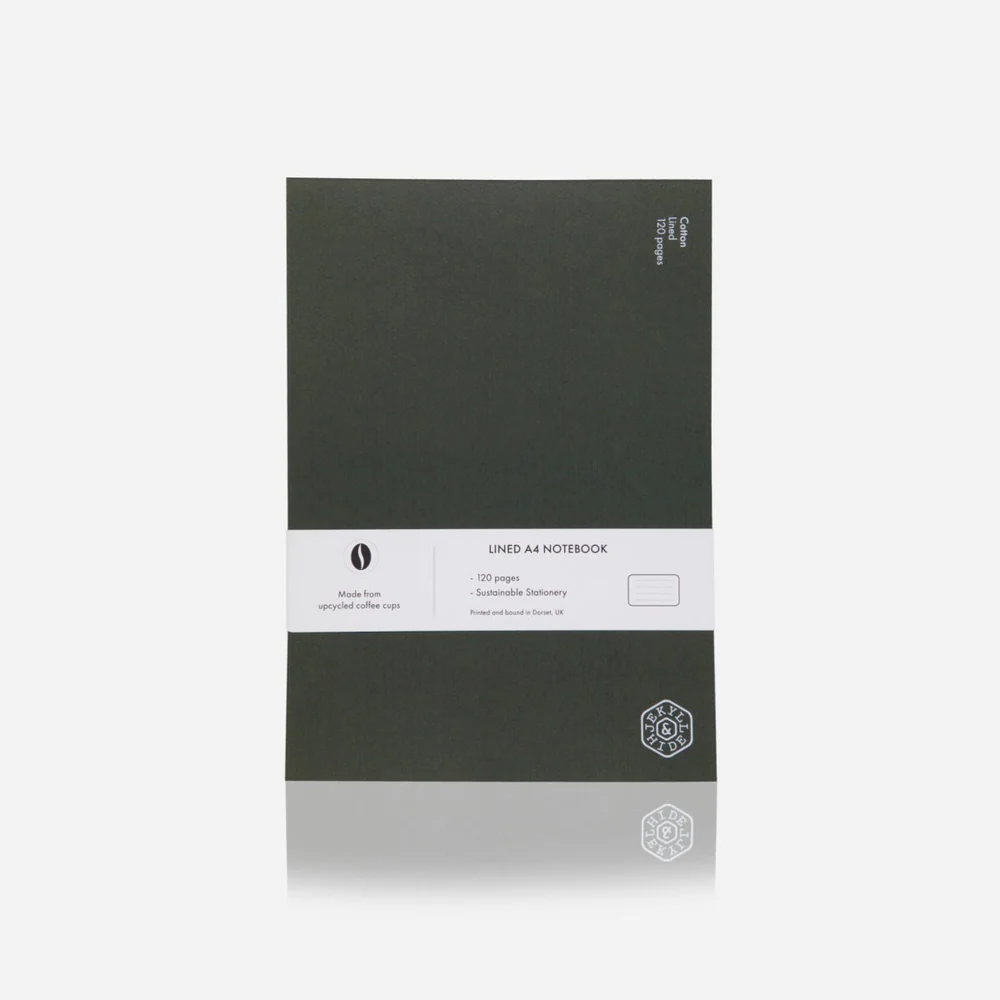 Cotton
Lined
120 pages
Made from
upcycled coffee cups
LINED A4 NOTEBOOK
- 120 pages
- Sustainable Stationery
Printed and bound in Dorset, UK
JEKYLL
&
HIDE